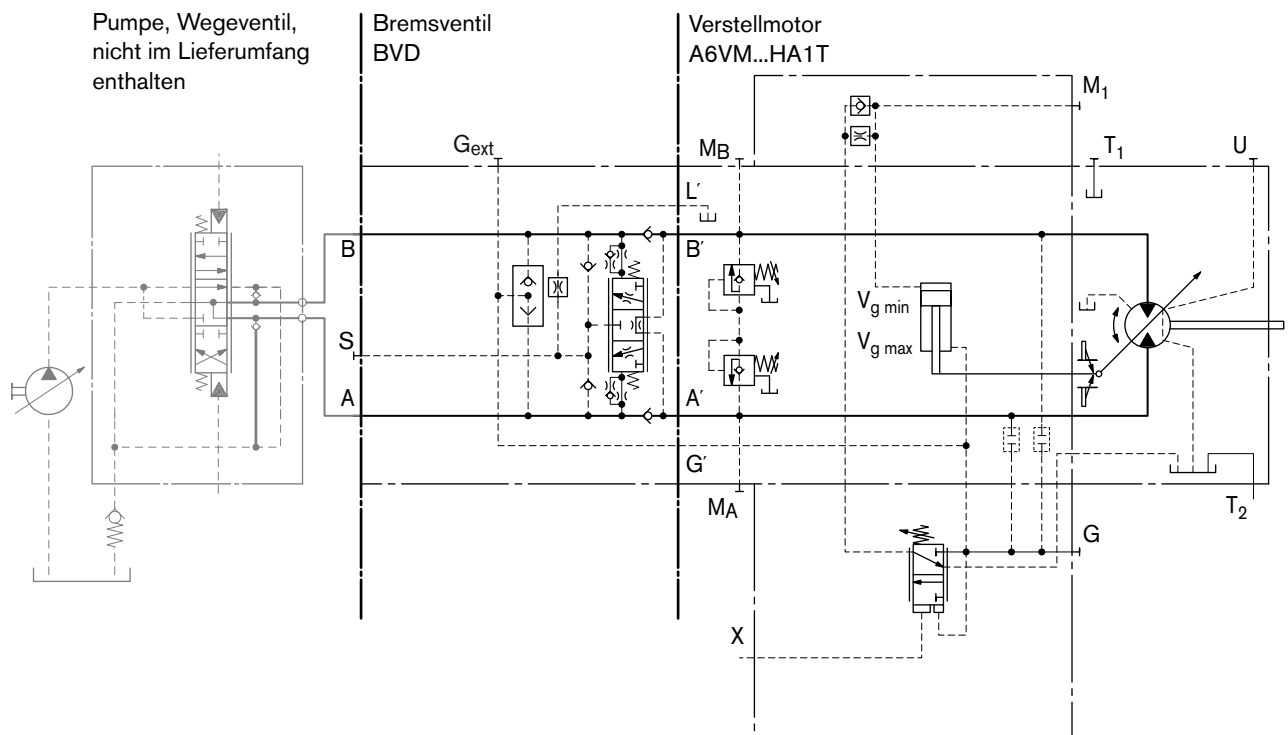 Pumpe, Wegeventil,
nicht im Lieferumfang
enthalten
Bremsventil
BVD
Verstellmotor
A6VM...HA1T
M1
Gext
MB
T1
U
L′
B
B′
Vg min
S
Vg max
A
A′
G′
MA
T2
G
X